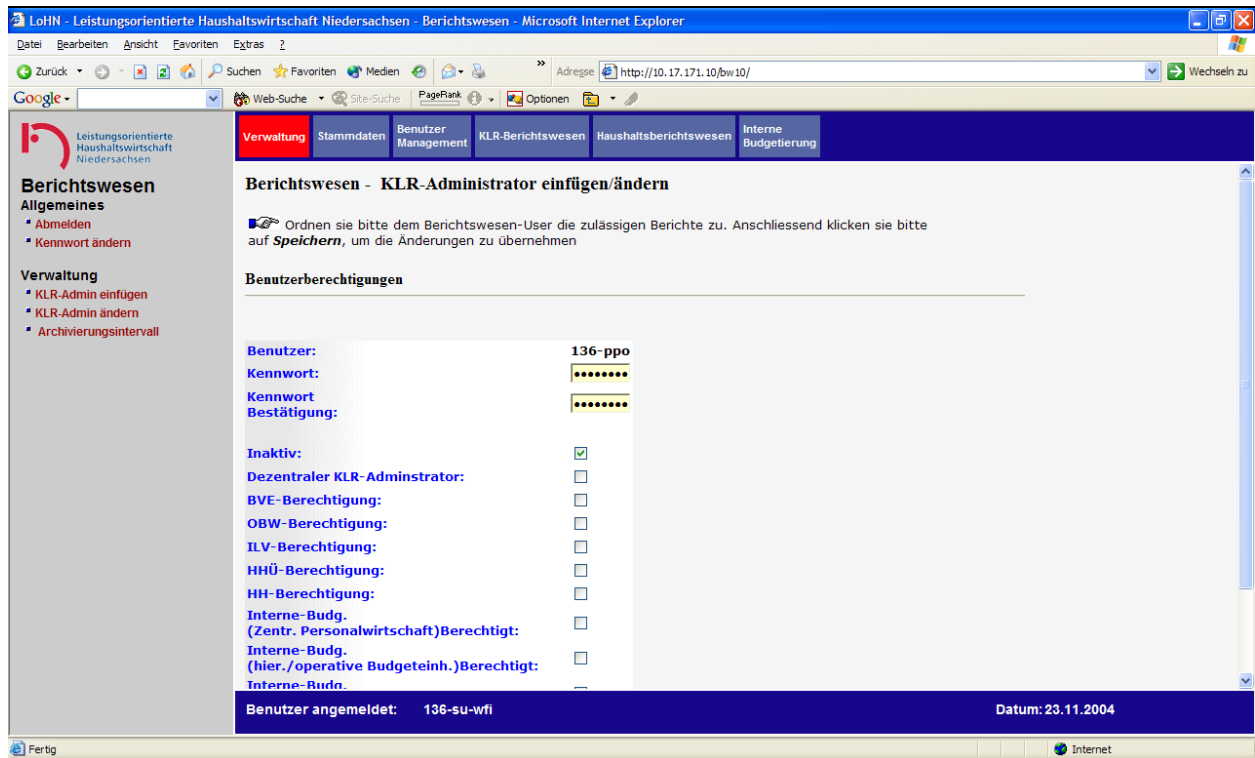 LoHN - Leistungsorientierte Haushaltswirtschaft Niedersachsen - Berichtswesen - Microsoft Internet Explorer
Datei Bearbeiten Ansicht Favoriten Extras ?
Zurück Suchen Favoriten Medien » Adresse http://10.17.171.10/bw10/ Wechseln zu
Google Web-Suche Site-Suche PageRank Optionen
Leistungsorientierte
Haushaltswirtschaft
Niedersachsen
Verwaltung Stammdaten Benutzer Management KLR-Berichtswesen Haushaltsberichtswesen Interne Budgetierung
Berichtswesen
Allgemeines
Abmelden
Kennwort ändern
Verwaltung
KLR-Admin einfügen
KLR-Admin ändern
Archivierungsintervall
Berichtswesen - KLR-Administrator einfügen/ändern
Ordnen sie bitte dem Berichtswesen-User die zulässigen Berichte zu. Anschliessend klicken sie bitte
auf Speichern, um die Änderungen zu übernehmen
Benutzerberechtigungen
Benutzer: 136-ppo
Kennwort: ••••••••
Kennwort
Bestätigung: ••••••••
Inaktiv:
Dezentraler KLR-Adminstrator:
BVE-Berechtigung:
OBW-Berechtigung:
ILV-Berechtigung:
HHÜ-Berechtigung:
HH-Berechtigung:
Interne-Budg.
(Zentr. Personalwirtschaft)Berechtigt:
Interne-Budg.
(hier./operative Budgeteinh.)Berechtigt:
Interne-Budg.
Benutzer angemeldet: 136-su-wfi Datum: 23.11.2004
Fertig Internet